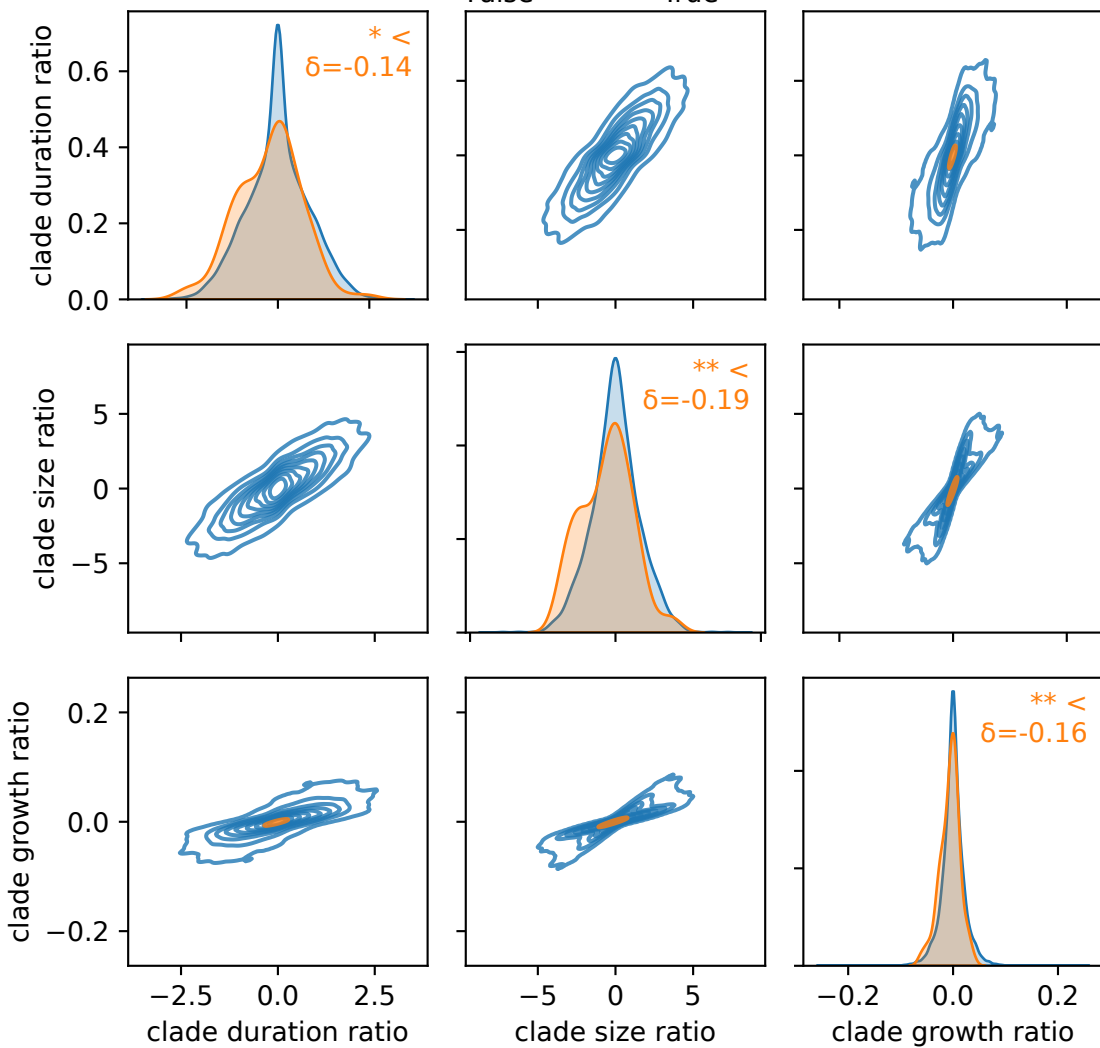 True
* <
δ=-0.14
clade duration ratio
0.6
0.4
0.2
0.0
** <
δ=-0.19
clade size ratio
5
0
−5
** <
δ=-0.16
clade growth ratio
0.2
0.0
−0.2
−2.5 0.0 2.5 −5 0 5 −0.2 0.0 0.2
clade duration ratio clade size ratio clade growth ratio